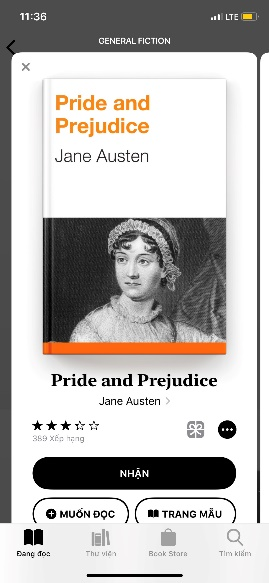 11:36
LTE
GENERAL FICTION
Pride and
Prejudice
Jane Austen
Pride and Prejudice
Jane Austen
389 Xếp hạng
NHẬN
MUỐN ĐỌC
TRANG MẪU
Đang đọc
Thư viện
Book Store
Tìm kiếm